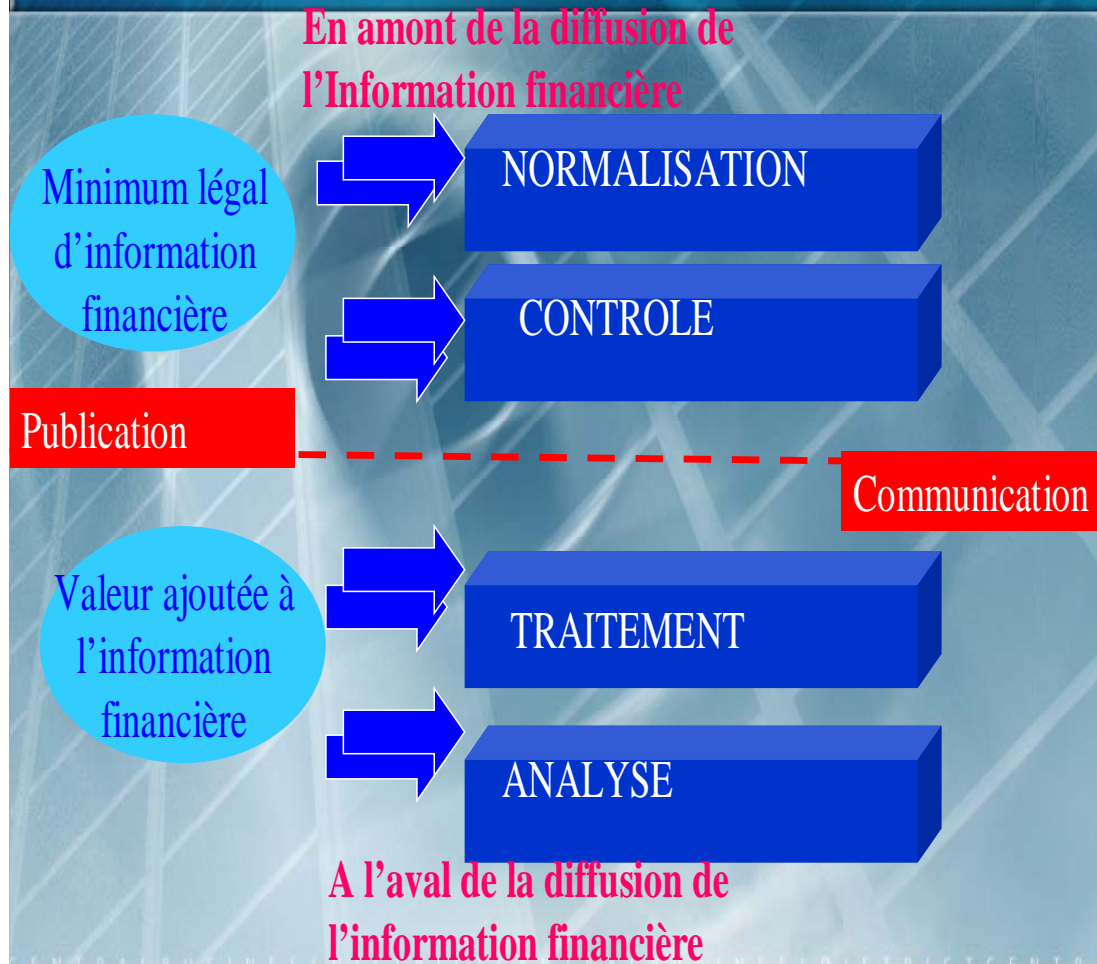 En amont de la diffusion de
l'Information financière
Minimum légal
d'information
financière
NORMALISATION
CONTROLE
Publication
Communication
Valeur ajoutée à
l'information
financière
TRAITEMENT
ANALYSE
A l'aval de la diffusion de
l'information financière